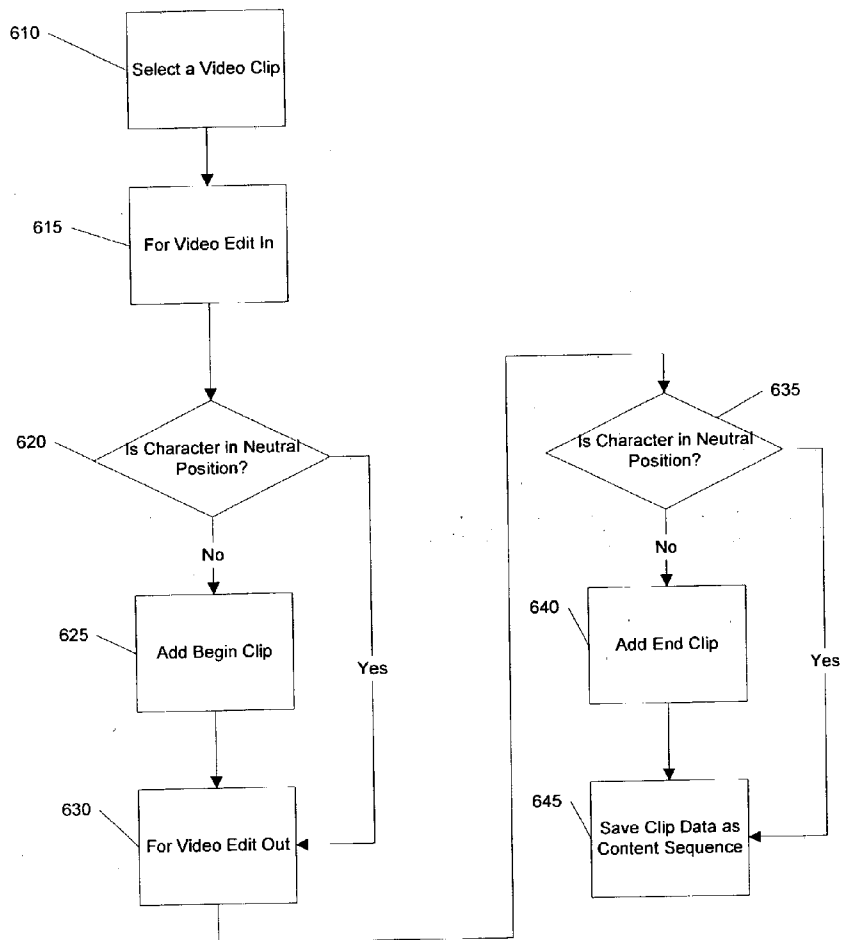 610
Select a Video Clip
615
For Video Edit In
620
Is Character in Neutral
Position?
No
Yes
625
Add Begin Clip
630
For Video Edit Out
635
Is Character in Neutral
Position?
No
Yes
640
Add End Clip
645
Save Clip Data as
Content Sequence